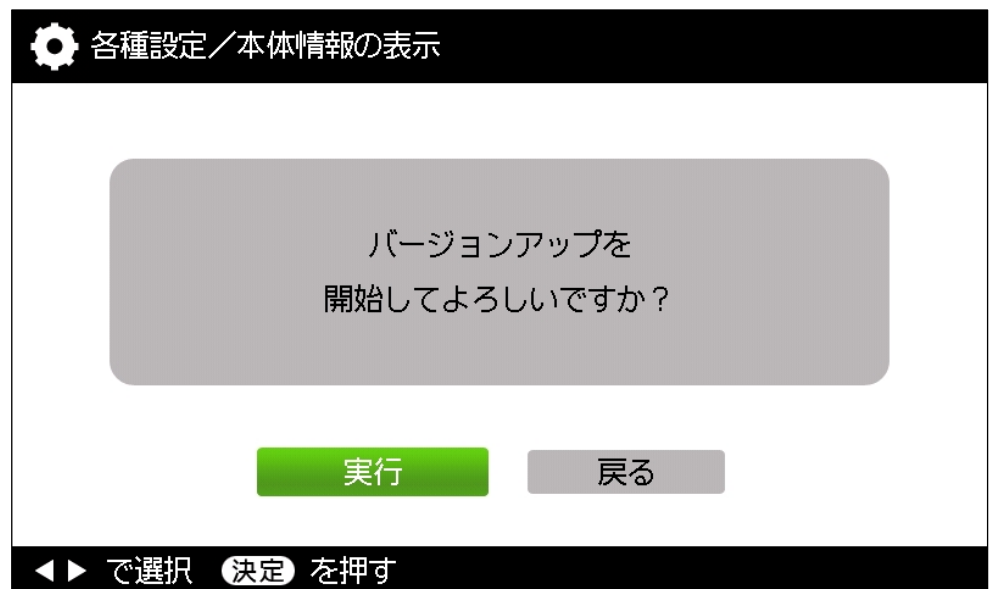 各種設定／本体情報の表示
バージョンアップを
開始してよろしいですか？
実行
戻る
◀▶ で選択 決定 を押す